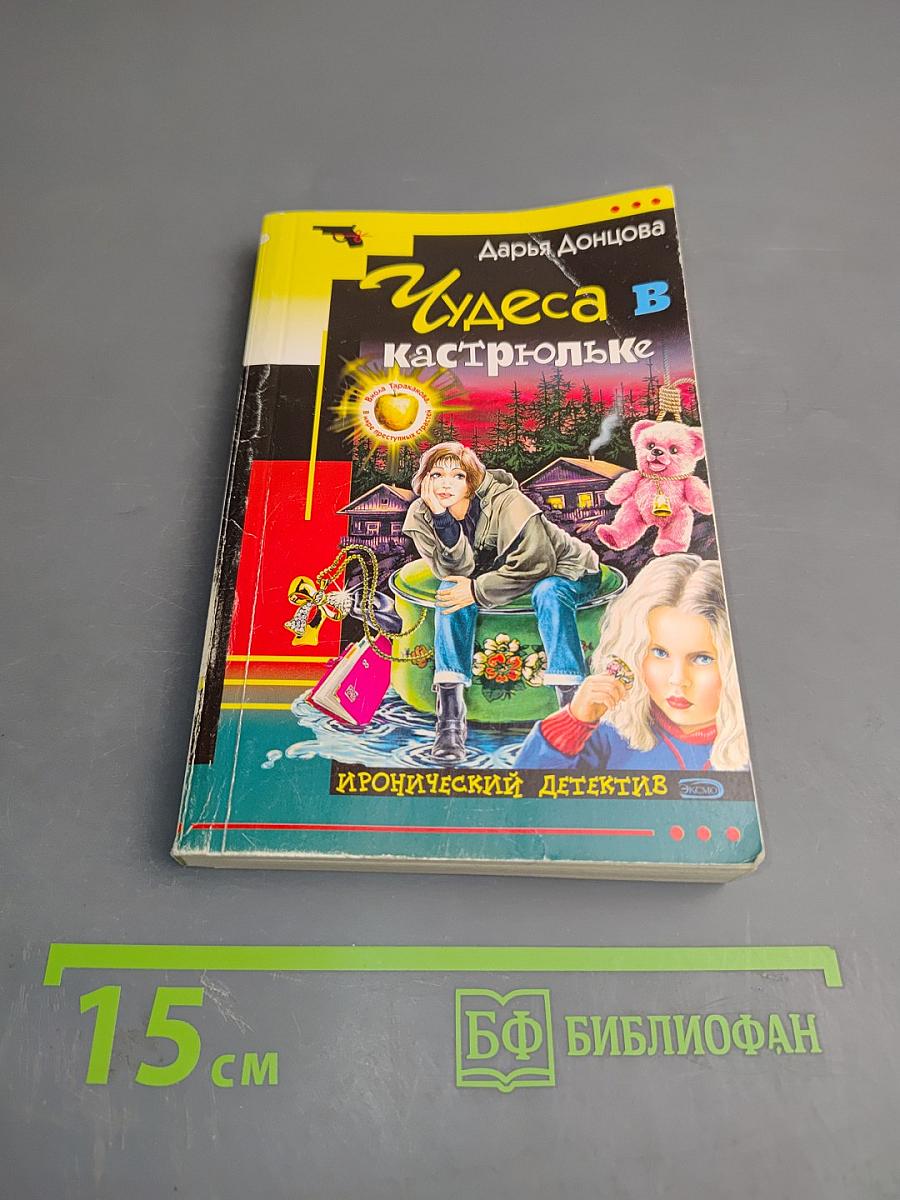 Дарья Донцова
Чудеса в
кастрюльке
Виола Тараканова.
В мире преступных страстей
ИРОНИЧЕСКИЙ ДЕТЕКТИВ
ЭКСМО
15 см
БФ БИБЛИОФАН